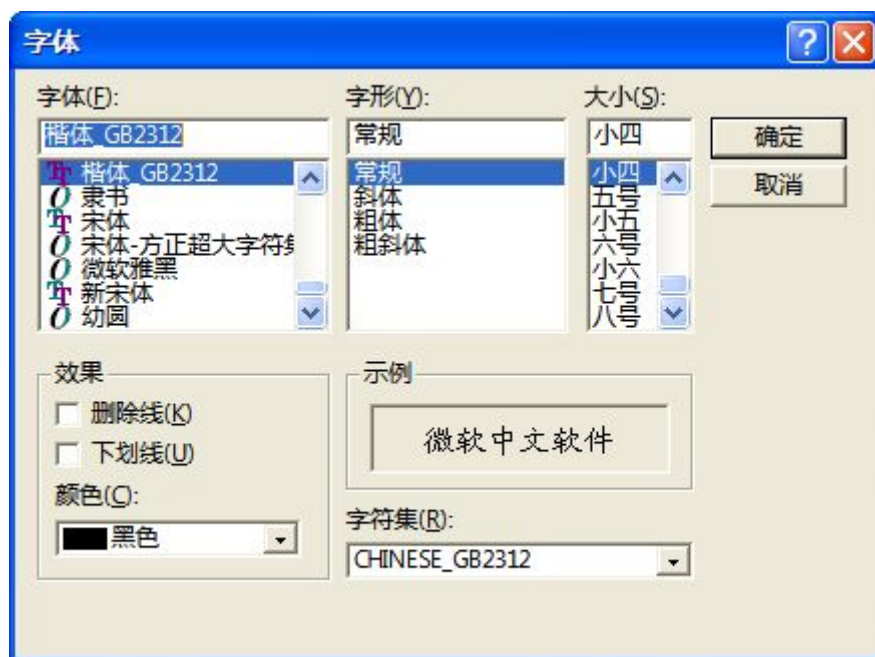 字体
字体(F):
楷体_GB2312
楷体_GB2312
隶书
宋体
宋体-方正超大字符集
微软雅黑
新宋体
幼圆
字形(Y):
常规
常规
斜体
粗体
粗斜体
大小(S):
小四
小四
五号
小五
六号
小六
七号
八号
确定
取消
效果
删除线(K)
下划线(U)
颜色(C):
黑色
示例
微软中文软件
字符集(R):
CHINESE_GB2312